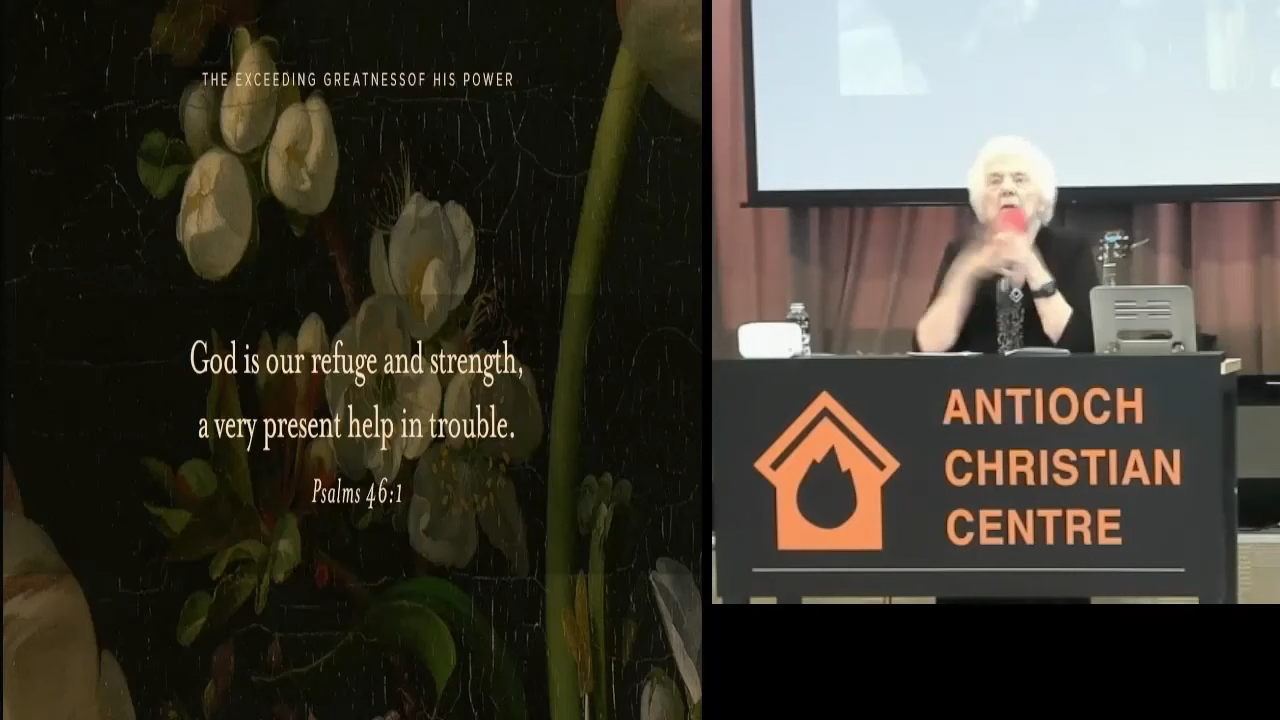 THE EXCEEDING GREATNESSOF HIS POWER
God is our refuge and strength,
a very present help in trouble.
Psalms 46:1
ANTIOCH
CHRISTIAN
CENTRE